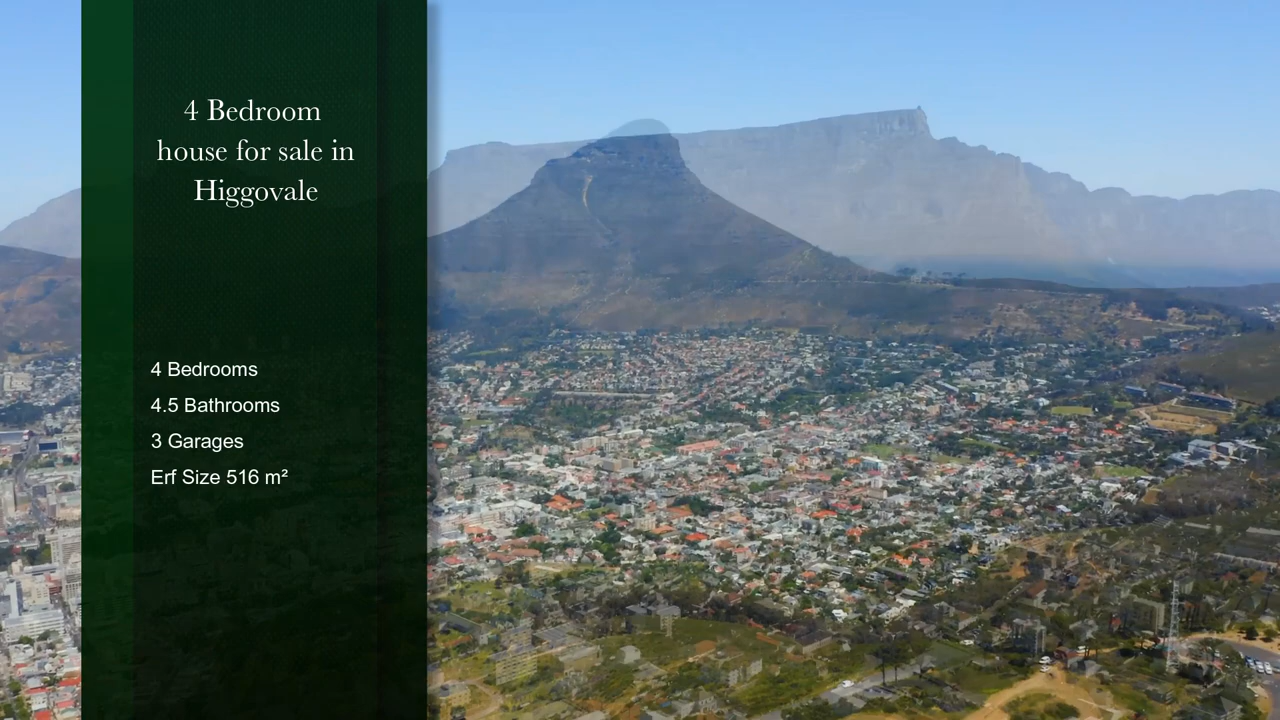 4 Bedroom
house for sale in
Higgovale
4 Bedrooms
4.5 Bathrooms
3 Garages
Erf Size 516 m²